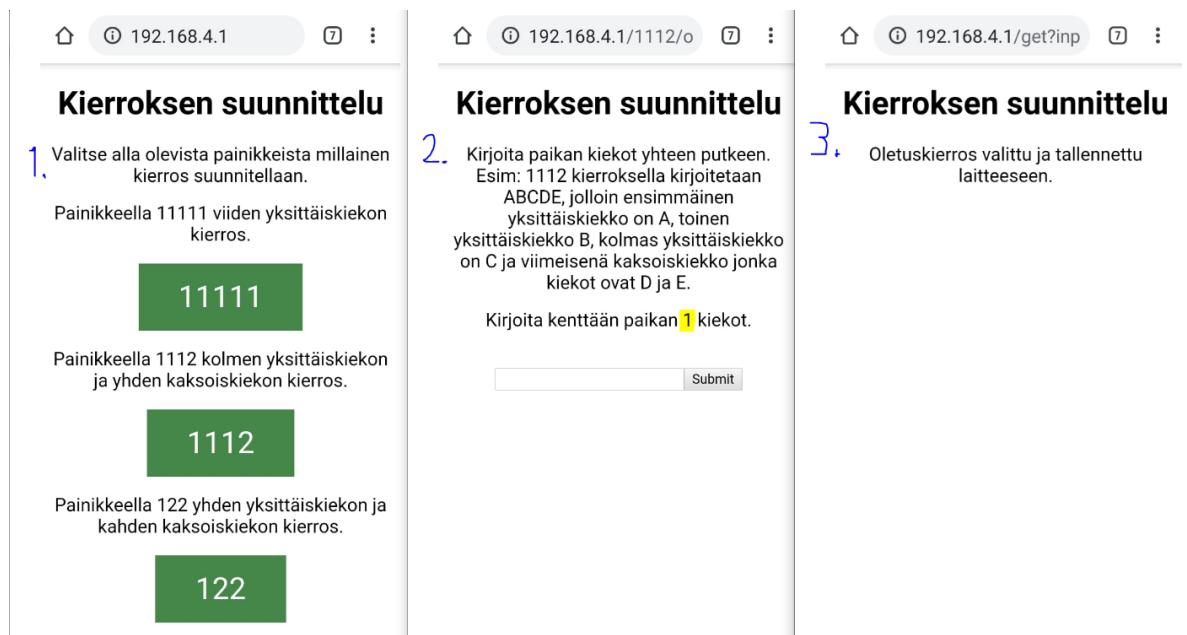 192.168.4.1
7
Kierroksen suunnittelu
1.
Valitse alla olevista painikkeista millainen
kierros suunnitellaan.
Painikkeella 11111 viiden yksittäiskiekon
kierros.
11111
Painikkeella 1112 kolmen yksittäiskiekon
ja yhden kaksoiskiekon kierros.
1112
Painikkeella 122 yhden yksittäiskiekon ja
kahden kaksoiskiekon kierros.
122
192.168.4.1/1112/o
7
Kierroksen suunnittelu
2.
Kirjoita paikan kiekot yhteen putkeen.
Esim: 1112 kierroksella kirjoitetaan
ABCDE, jolloin ensimmäinen
yksittäiskiekko on A, toinen
yksittäiskiekko B, kolmas yksittäiskiekko
on C ja viimeisenä kaksoiskiekko jonka
kiekot ovat D ja E.
Kirjoita kenttään paikan 1 kiekot.
Submit
192.168.4.1/get?inp
7
Kierroksen suunnittelu
3.
Oletuskierros valittu ja tallennettu
laitteeseen.